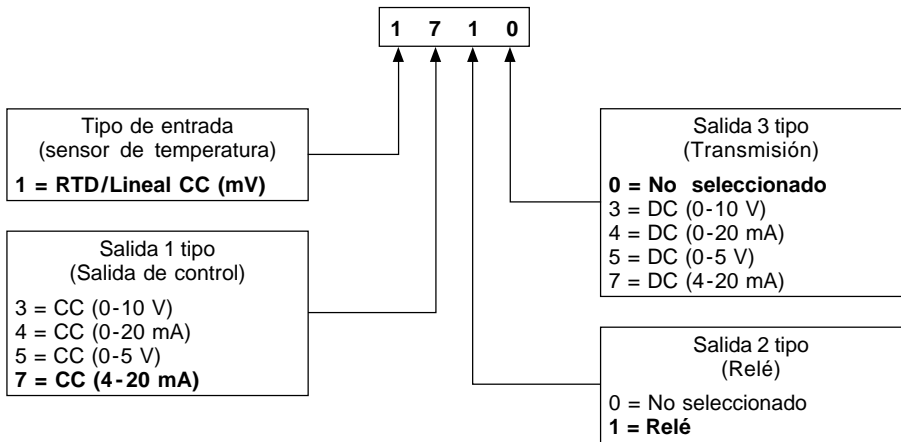 1 7 1 0
Tipo de entrada
(sensor de temperatura)
1 = RTD/Lineal CC (mV)
Salida 1 tipo
(Salida de control)
3 = CC (0-10 V)
4 = CC (0-20 mA)
5 = CC (0-5 V)
7 = CC (4-20 mA)
Salida 3 tipo
(Transmisión)
0 = No seleccionado
3 = DC (0-10 V)
4 = DC (0-20 mA)
5 = DC (0-5 V)
7 = DC (4-20 mA)
Salida 2 tipo
(Relé)
0 = No seleccionado
1 = Relé